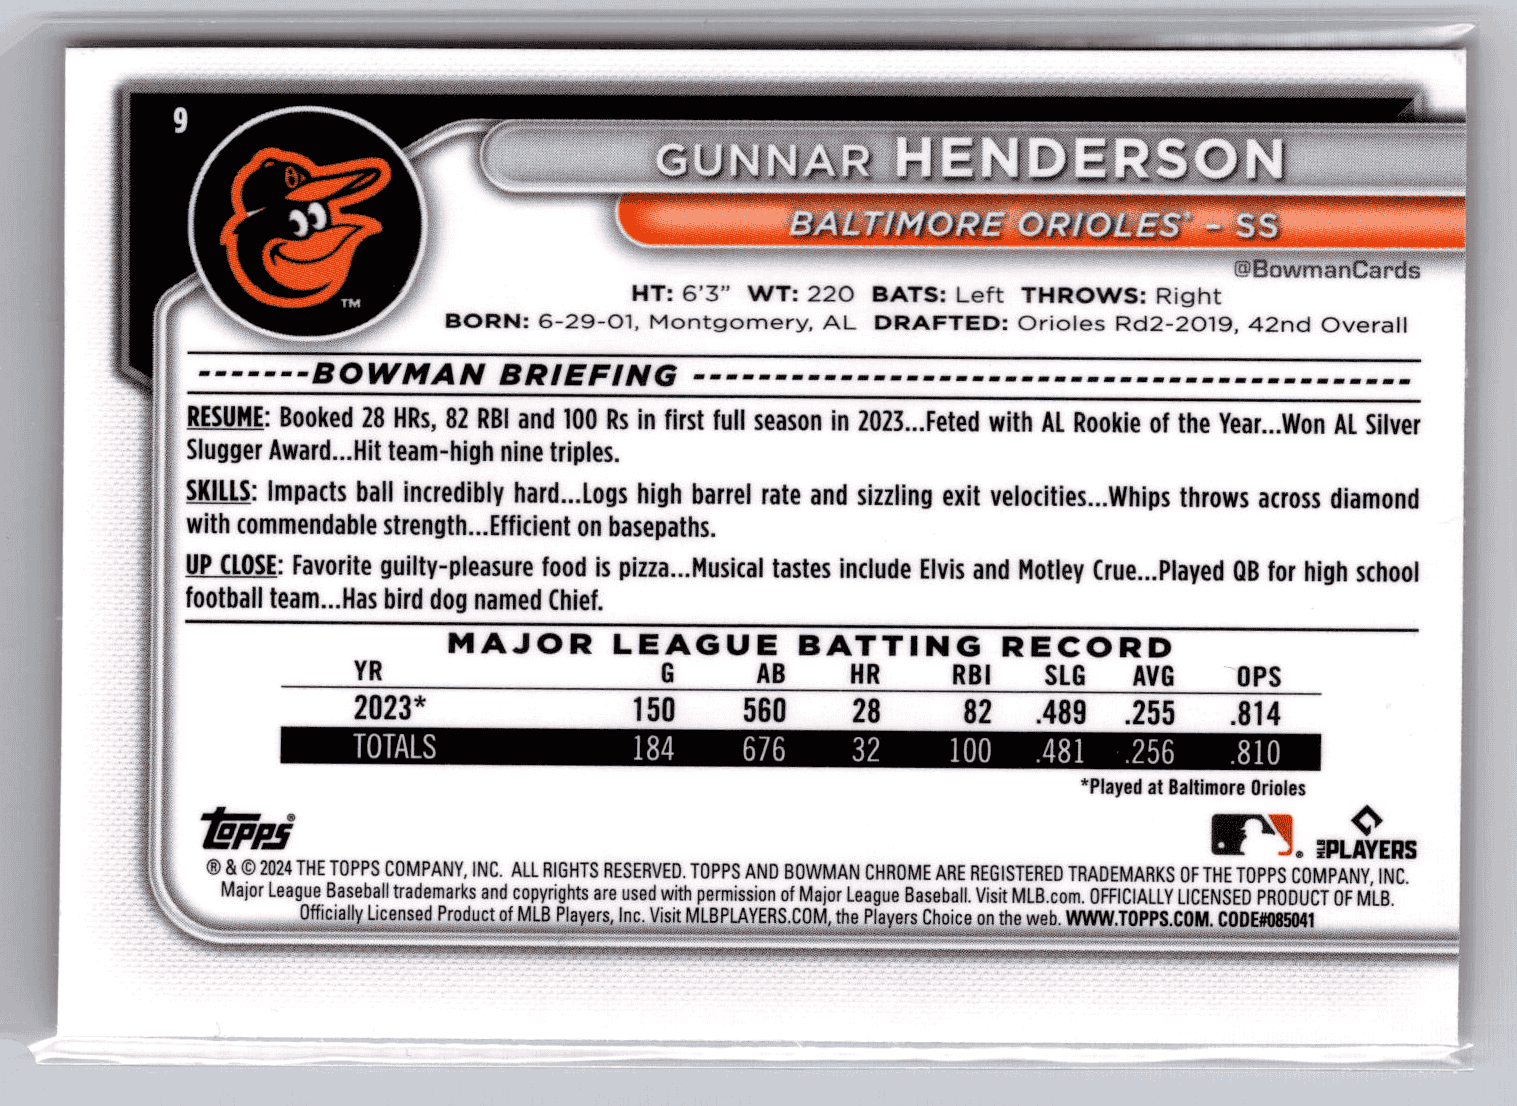 9
GUNNAR HENDERSON
BALTIMORE ORIOLES® - SS
@BowmanCards
HT: 6'3" WT: 220 BATS: Left THROWS: Right
BORN: 6-29-01, Montgomery, AL DRAFTED: Orioles Rd2-2019, 42nd Overall
TM
-------BOWMAN BRIEFING ------------------------------------
RESUME: Booked 28 HRs, 82 RBI and 100 Rs in first full season in 2023...Feted with AL Rookie of the Year...Won AL Silver
Slugger Award...Hit team-high nine triples.
SKILLS: Impacts ball incredibly hard...Logs high barrel rate and sizzling exit velocities...Whips throws across diamond
with commendable strength...Efficient on basepaths.
UP CLOSE: Favorite guilty-pleasure food is pizza...Musical tastes include Elvis and Motley Crue...Played QB for high school
football team...Has bird dog named Chief.
MAJOR LEAGUE BATTING RECORD
YR G AB HR RBI SLG AVG OPS
2023* 150 560 28 82 .489 .255 .814
TOTALS 184 676 32 100 .481 .256 .810
*Played at Baltimore Orioles
topps®
MLB PLAYERS
® & © 2024 THE TOPPS COMPANY, INC. ALL RIGHTS RESERVED. TOPPS AND BOWMAN CHROME ARE REGISTERED TRADEMARKS OF THE TOPPS COMPANY, INC.
Major League Baseball trademarks and copyrights are used with permission of Major League Baseball. Visit MLB.com. OFFICIALLY LICENSED PRODUCT OF MLB.
Officially Licensed Product of MLB Players, Inc. Visit MLBPLAYERS.COM, the Players Choice on the web. WWW.TOPPS.COM. CODE#085041